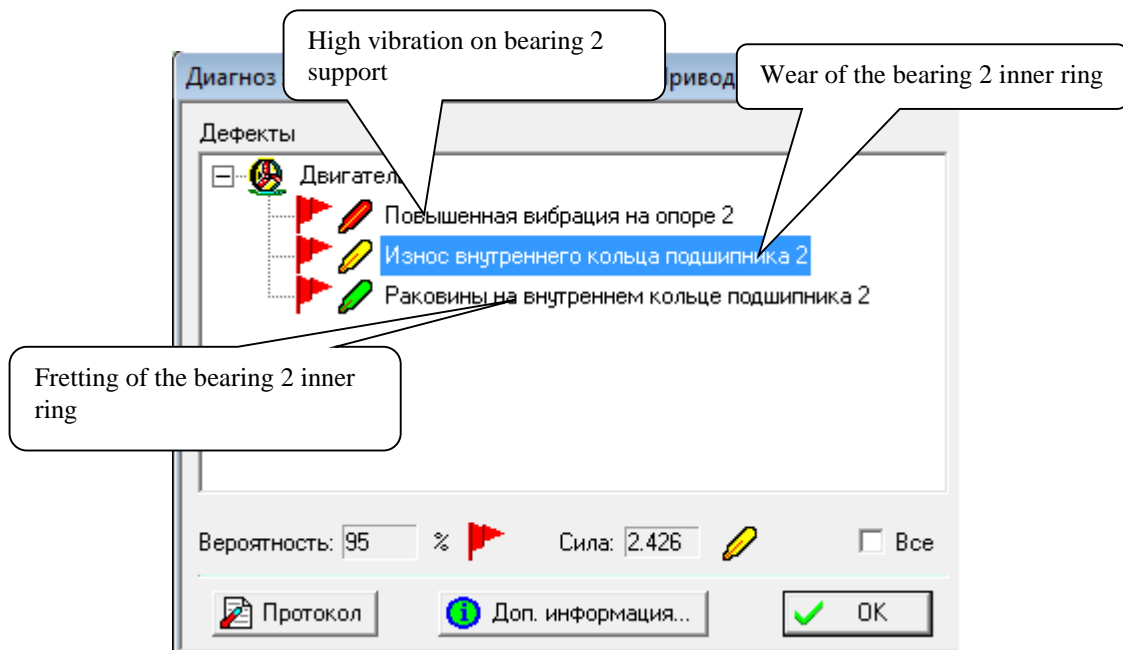 High vibration on bearing 2
support
Wear of the bearing 2 inner ring
Диагноз
Привод
Дефекты
Двигатель
Повышенная вибрация на опоре 2
Износ внутреннего кольца подшипника 2
Раковины на внутреннем кольце подшипника 2
Fretting of the bearing 2 inner
ring
Вероятность: 95 % Сила: 2.426 Все
Протокол Доп. информация... OK